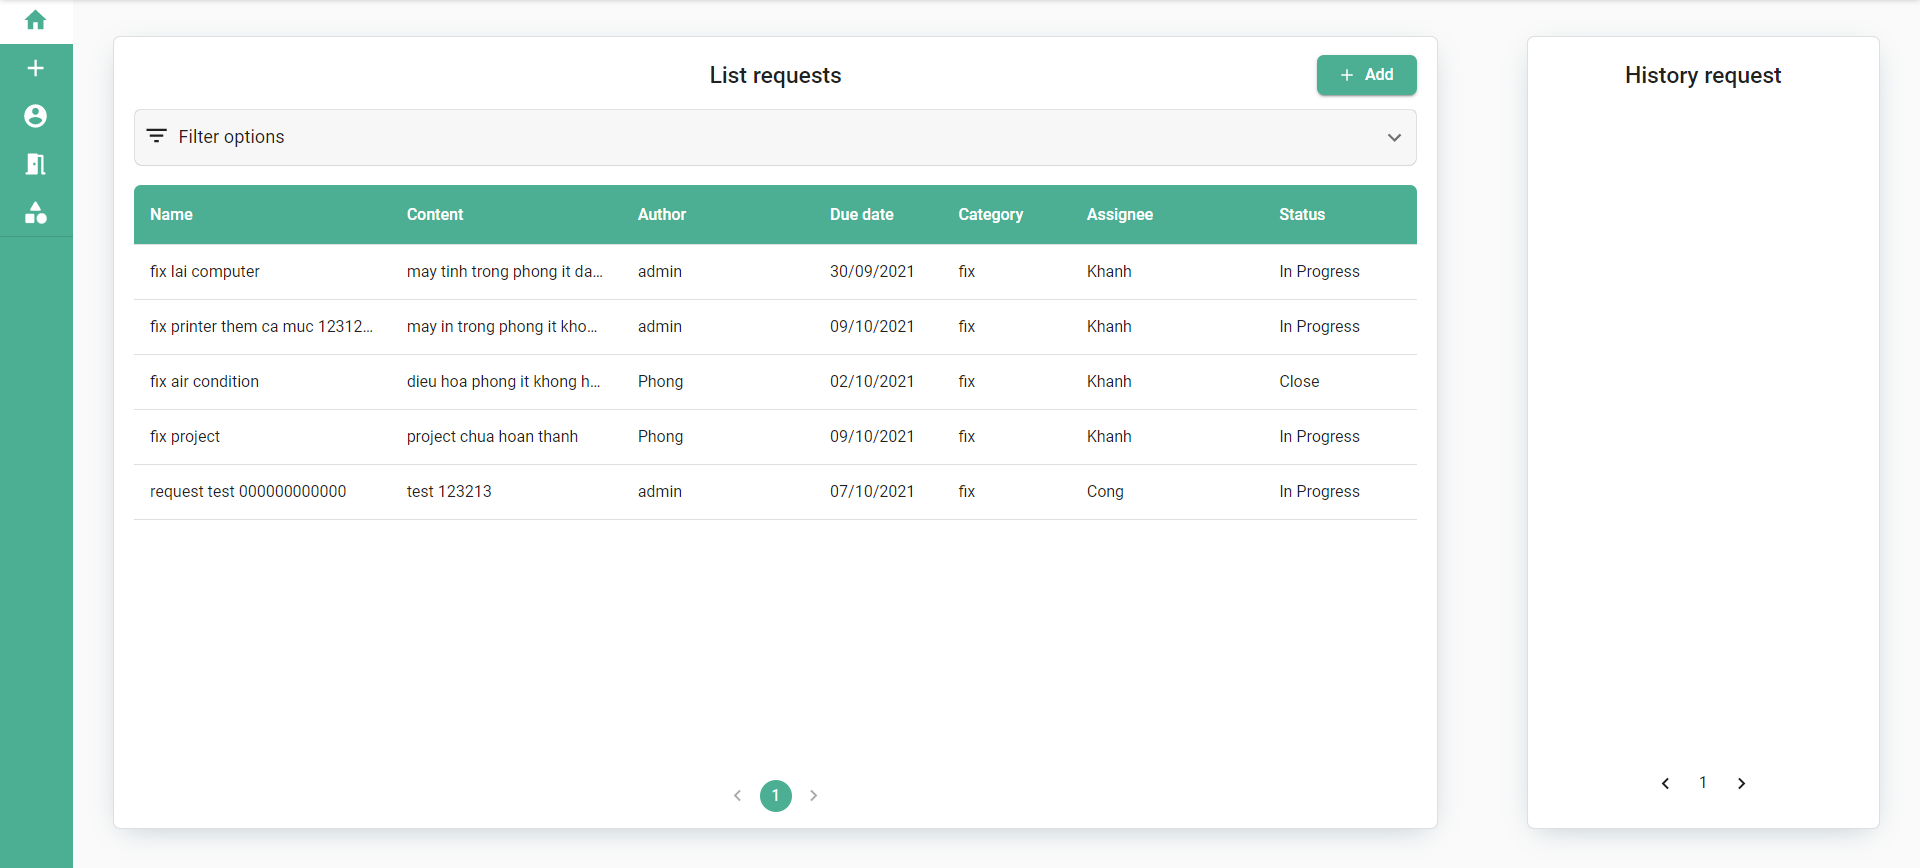 List requests
+ Add
Filter options
Name Content Author Due date Category Assignee Status
fix lai computer may tinh trong phong it da... admin 30/09/2021 fix Khanh In Progress
fix printer them ca muc 12312... may in trong phong it kho... admin 09/10/2021 fix Khanh In Progress
fix air condition dieu hoa phong it khong h... Phong 02/10/2021 fix Khanh Close
fix project project chua hoan thanh Phong 09/10/2021 fix Khanh In Progress
request test 000000000000 test 123213 admin 07/10/2021 fix Cong In Progress
1
History request
1